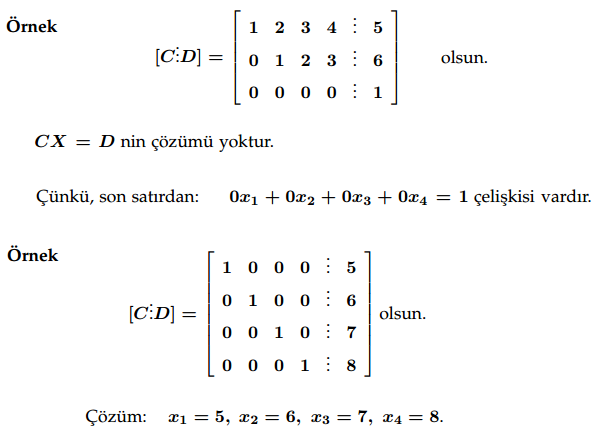 Örnek
[C⋮D] = [ 1 2 3 4 ⋮ 5
0 1 2 3 ⋮ 6
0 0 0 0 ⋮ 1 ] olsun.
CX = D nin çözümü yoktur.
Çünkü, son satırdan: 0x₁ + 0x₂ + 0x₃ + 0x₄ = 1 çelişkisi vardır.
Örnek
[C⋮D] = [ 1 0 0 0 ⋮ 5
0 1 0 0 ⋮ 6
0 0 1 0 ⋮ 7
0 0 0 1 ⋮ 8 ] olsun.
Çözüm: x₁ = 5, x₂ = 6, x₃ = 7, x₄ = 8.